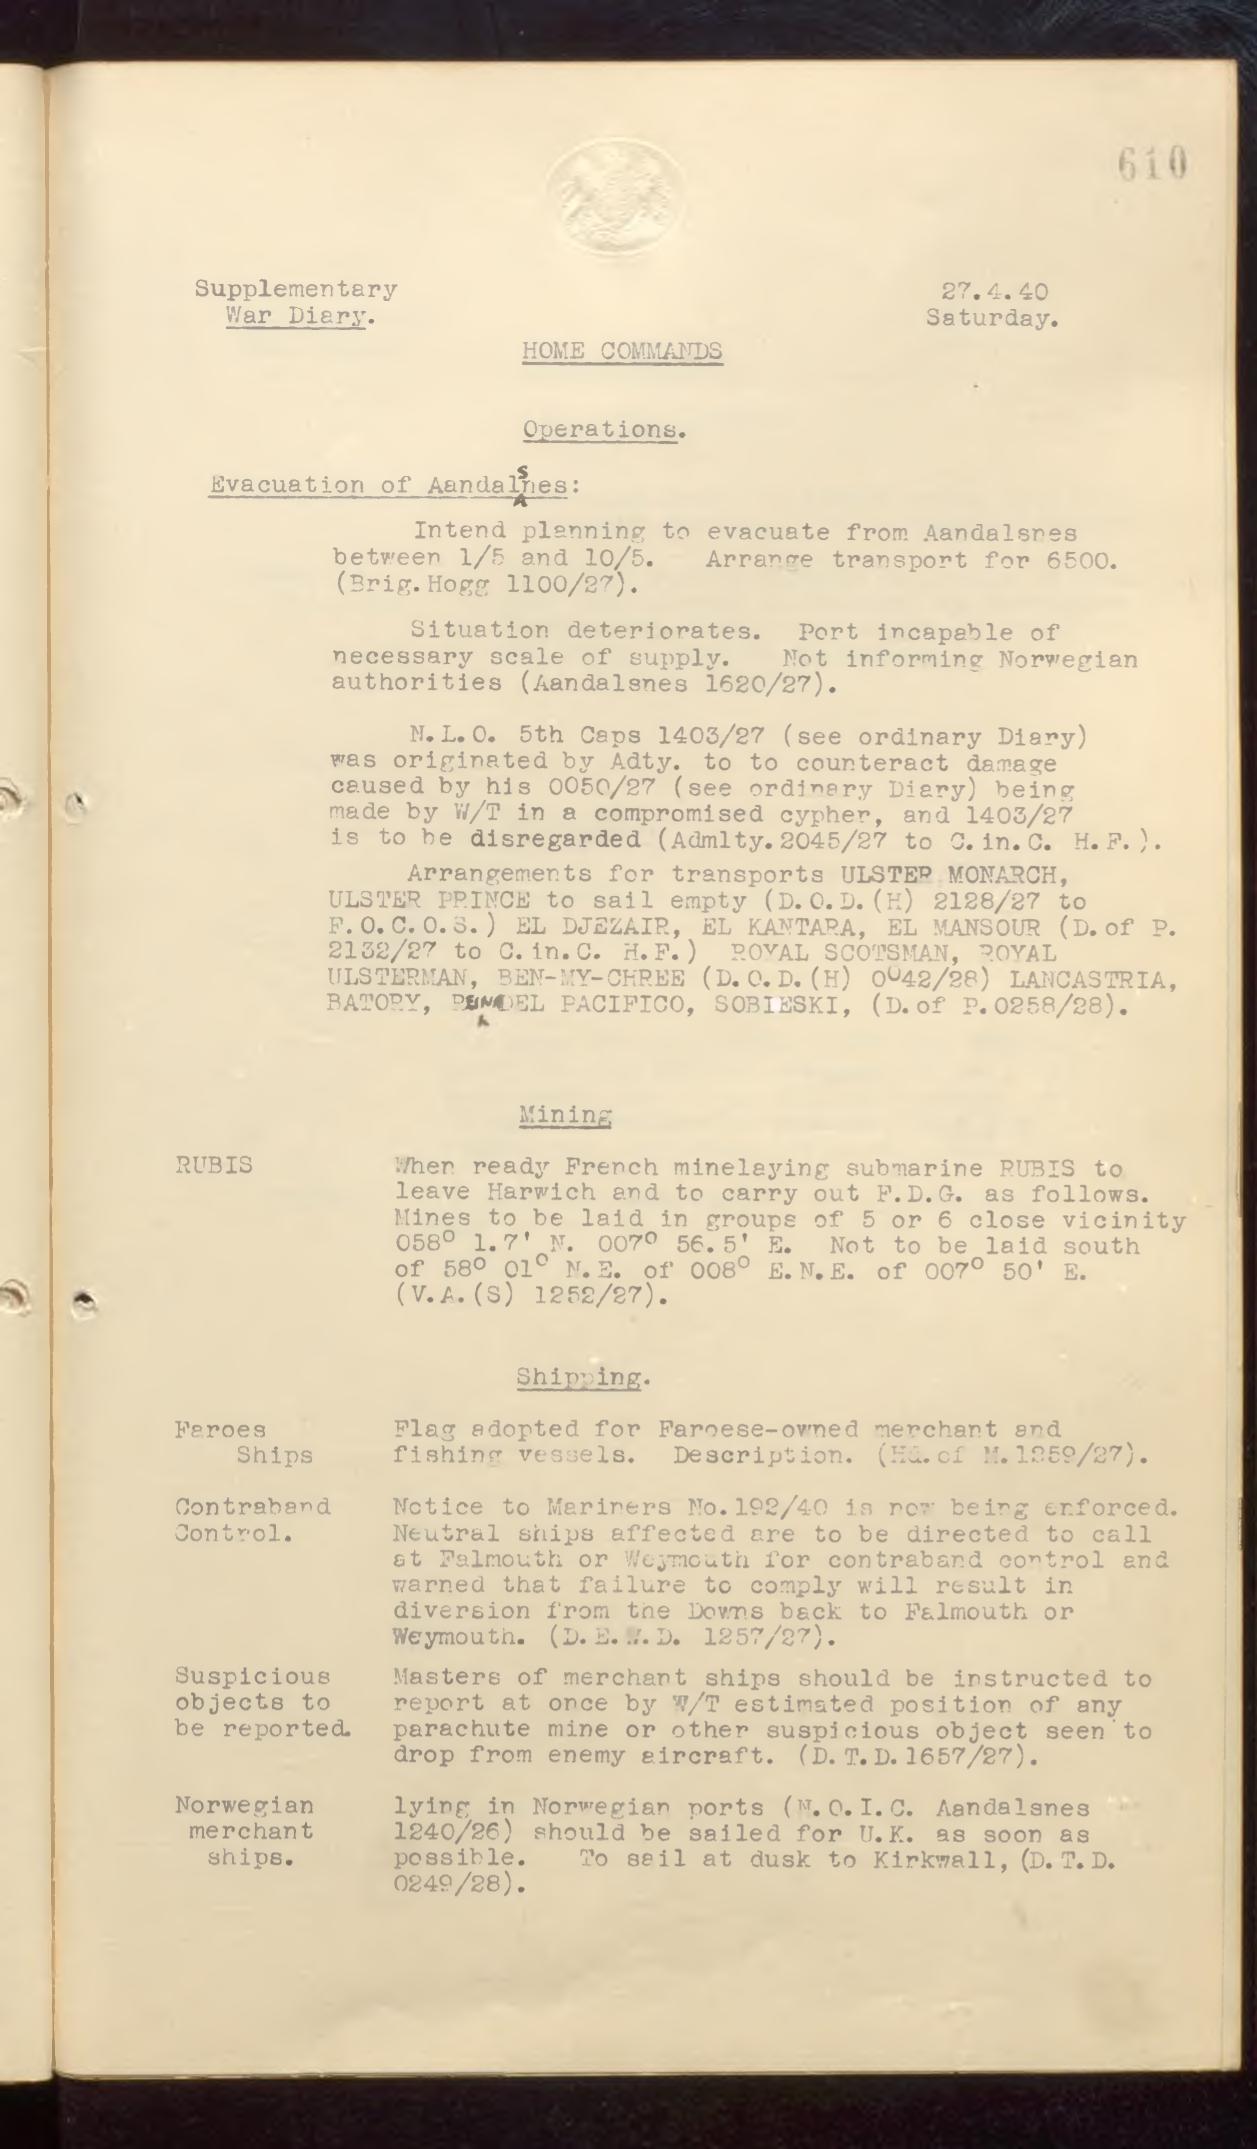 610
Supplementary
War Diary.
27.4.40
Saturday.
HOME COMMANDS
Operations.
Evacuation of Aandalsnes:
Intend planning to evacuate from Aandalsnes
between 1/5 and 10/5. Arrange transport for 6500.
(Brig. Hogg 1100/27).
Situation deteriorates. Port incapable of
necessary scale of supply. Not informing Norwegian
authorities (Aandalsnes 1620/27).
N.L.O. 5th Caps 1403/27 (see ordinary Diary)
was originated by Adty. to to counteract damage
caused by his 0050/27 (see ordinary Diary) being
made by W/T in a compromised cypher, and 1403/27
is to be disregarded (Admlty. 2045/27 to C.in.C. H.F.).
Arrangements for transports ULSTER MONARCH,
ULSTER PRINCE to sail empty (D.O.D.(H) 2128/27 to
F.O.C.O.S.) EL DJEZAIR, EL KANTARA, EL MANSOUR (D.of P.
2132/27 to C.in.C. H.F.) ROYAL SCOTSMAN, ROYAL
ULSTERMAN, BEN-MY-CHREE (D.O.D.(H) 0042/28) LANCASTRIA,
BATORY, DEL PACIFICO, SOBIESKI, (D.of P.0258/28).
Mining
RUBIS
When ready French minelaying submarine RUBIS to
leave Harwich and to carry out F.D.G. as follows.
Mines to be laid in groups of 5 or 6 close vicinity
058° 1.7' N. 007° 56.5' E. Not to be laid south
of 58° 01° N.E. of 008° E.N.E. of 007° 50' E.
(V.A.(S) 1252/27).
Shipping.
Faroes
Ships
Flag adopted for Faroese-owned merchant and
fishing vessels. Description. (Hd.of M.1259/27).
Contraband
Control.
Notice to Mariners No.192/40 is now being enforced.
Neutral ships affected are to be directed to call
at Falmouth or Weymouth for contraband control and
warned that failure to comply will result in
diversion from the Downs back to Falmouth or
Weymouth. (D.E.W.D. 1257/27).
Suspicious
objects to
be reported.
Masters of merchant ships should be instructed to
report at once by W/T estimated position of any
parachute mine or other suspicious object seen to
drop from enemy aircraft. (D.T.D.1657/27).
Norwegian
merchant
ships.
lying in Norwegian ports (N.O.I.C. Aandalsnes
1240/26) should be sailed for U.K. as soon as
possible. To sail at dusk to Kirkwall, (D.T.D.
0249/28).